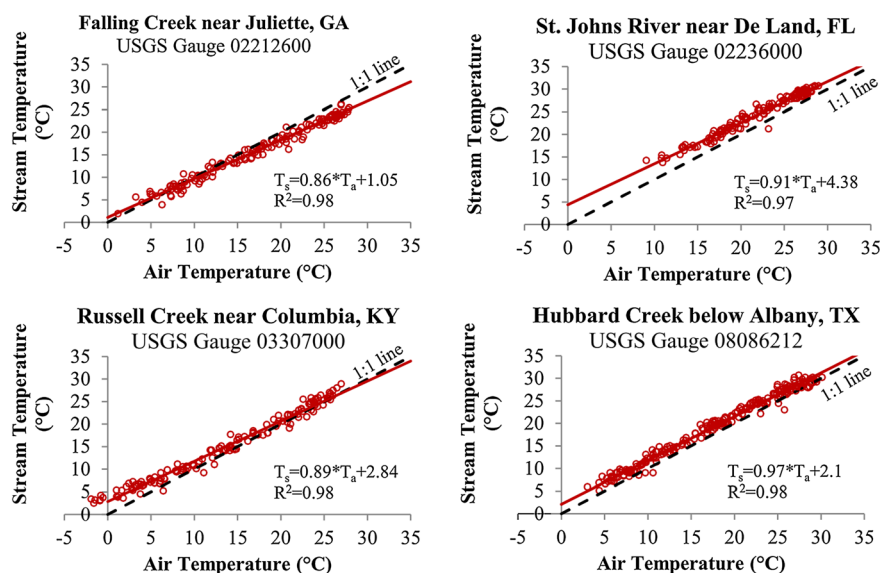 Falling Creek near Juliette, GA
USGS Gauge 02212600
Stream Temperature
(°C)
35
30
25
20
15
10
5
0
-5
0
5
10
15
20
25
30
35
1:1 line
Ts=0.86*Ta+1.05
R²=0.98
Air Temperature (°C)
St. Johns River near De Land, FL
USGS Gauge 02236000
Stream Temperature
(°C)
35
30
25
20
15
10
5
0
-5
0
5
10
15
20
25
30
35
1:1 line
Ts=0.91*Ta+4.38
R²=0.97
Air Temperature (°C)
Russell Creek near Columbia, KY
USGS Gauge 03307000
Stream Temperature
(°C)
35
30
25
20
15
10
5
0
-5
0
5
10
15
20
25
30
35
1:1 line
Ts=0.89*Ta+2.84
R²=0.98
Air Temperature (°C)
Hubbard Creek below Albany, TX
USGS Gauge 08086212
Stream Temperature
(°C)
35
30
25
20
15
10
5
0
-5
0
5
10
15
20
25
30
35
1:1 line
Ts=0.97*Ta+2.1
R²=0.98
Air Temperature (°C)